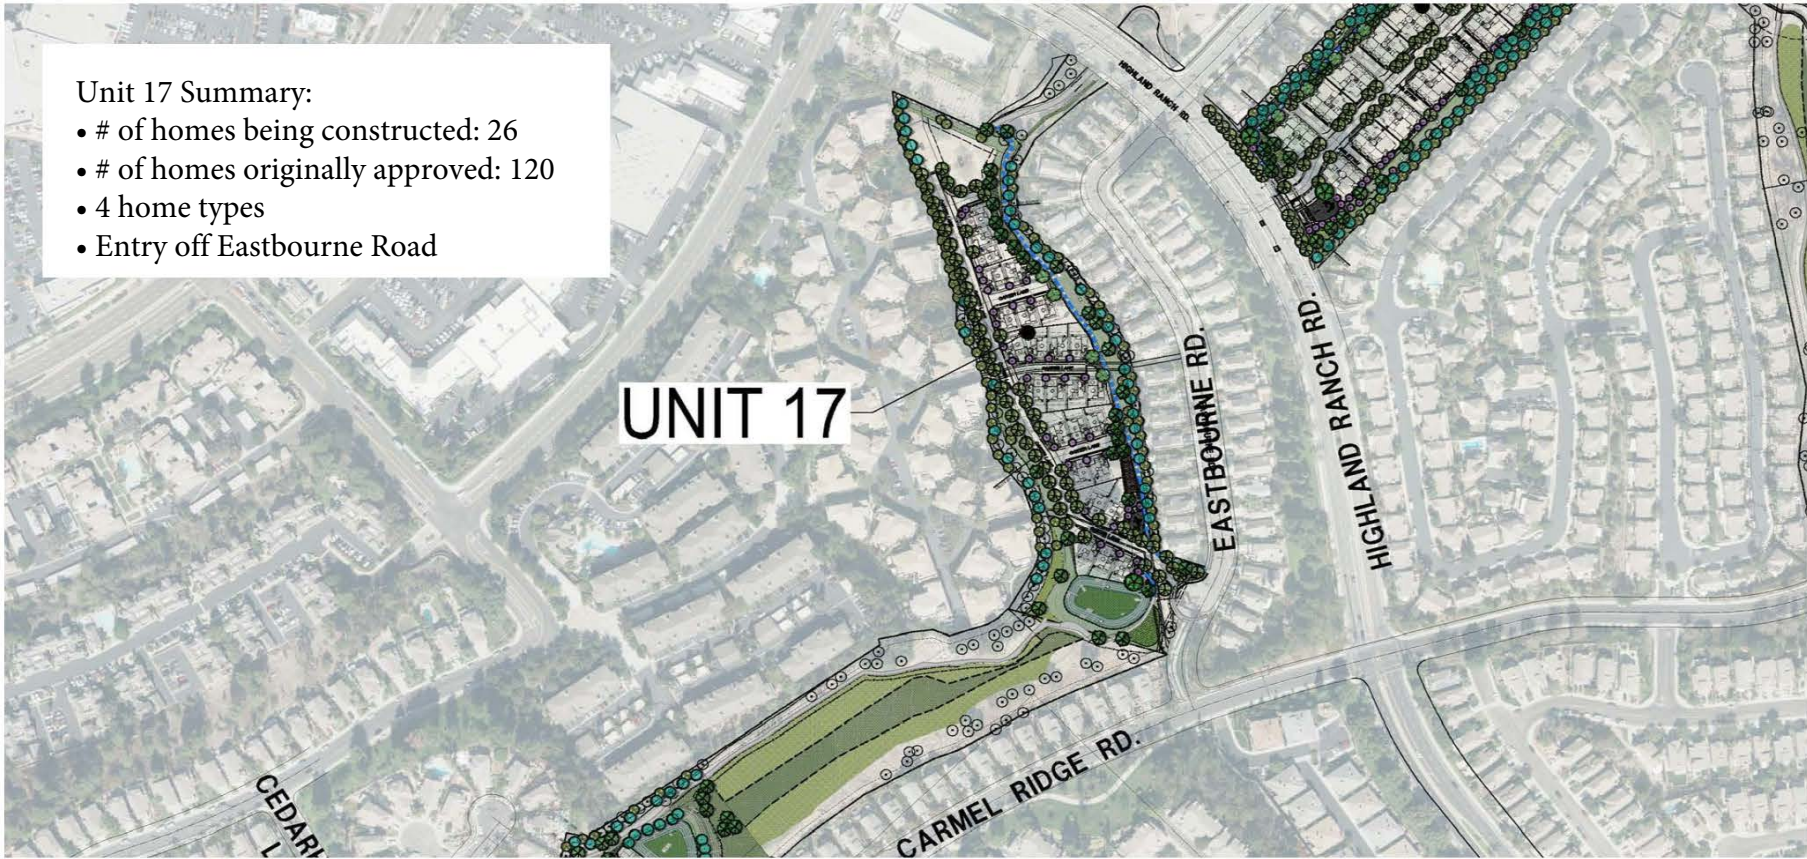 Unit 17 Summary:
• # of homes being constructed: 26
• # of homes originally approved: 120
• 4 home types
• Entry off Eastbourne Road
HIGHLAND RANCH RD.
UNIT 17
EASTBOURNE RD.
HIGHLAND RANCH RD.
CARMEL RIDGE RD.